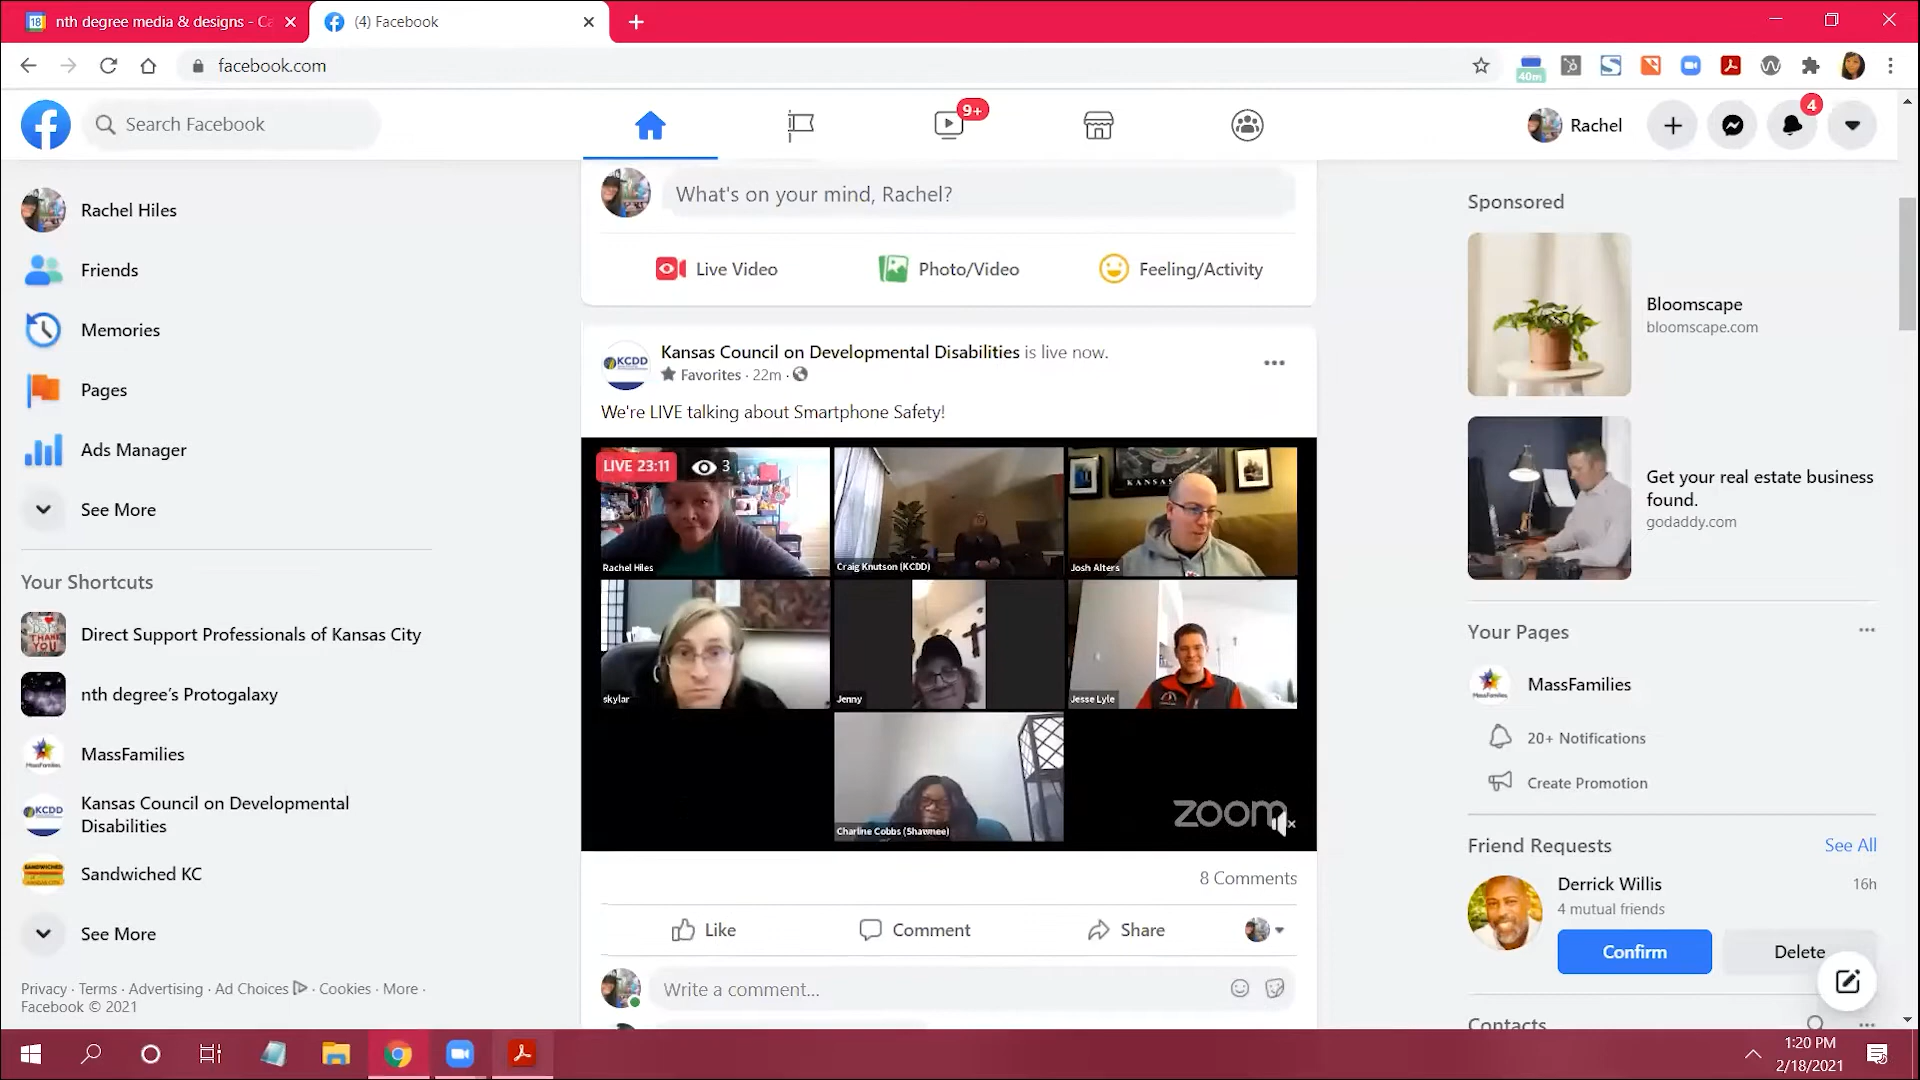 18 nth degree media & designs - Ca
(4) Facebook
facebook.com
40m
Search Facebook
9+
Rachel
4
Rachel Hiles
Friends
Memories
Pages
Ads Manager
See More
Your Shortcuts
Direct Support Professionals of Kansas City
nth degree’s Protogalaxy
MassFamilies
Kansas Council on Developmental
Disabilities
Sandwiched KC
See More
Privacy · Terms · Advertising · Ad Choices · Cookies · More ·
Facebook © 2021
What's on your mind, Rachel?
Live Video
Photo/Video
Feeling/Activity
KCDD
Kansas Council on Developmental Disabilities is live now.
Favorites · 22m ·
We're LIVE talking about Smartphone Safety!
LIVE 23:11
3
KANSAS
Rachel Hiles
Craig Knutson (KCDD)
Josh Alters
skylar
Jenny
Jesse Lyle
Charline Cobbs (Shawnee)
zoom
8 Comments
Like
Comment
Share
Write a comment...
Sponsored
Bloomscape
bloomscape.com
Get your real estate business
found.
godaddy.com
Your Pages
MassFamilies
20+ Notifications
Create Promotion
Friend Requests
See All
Derrick Willis
16h
4 mutual friends
Confirm
Delete
Contacts
1:20 PM
2/18/2021